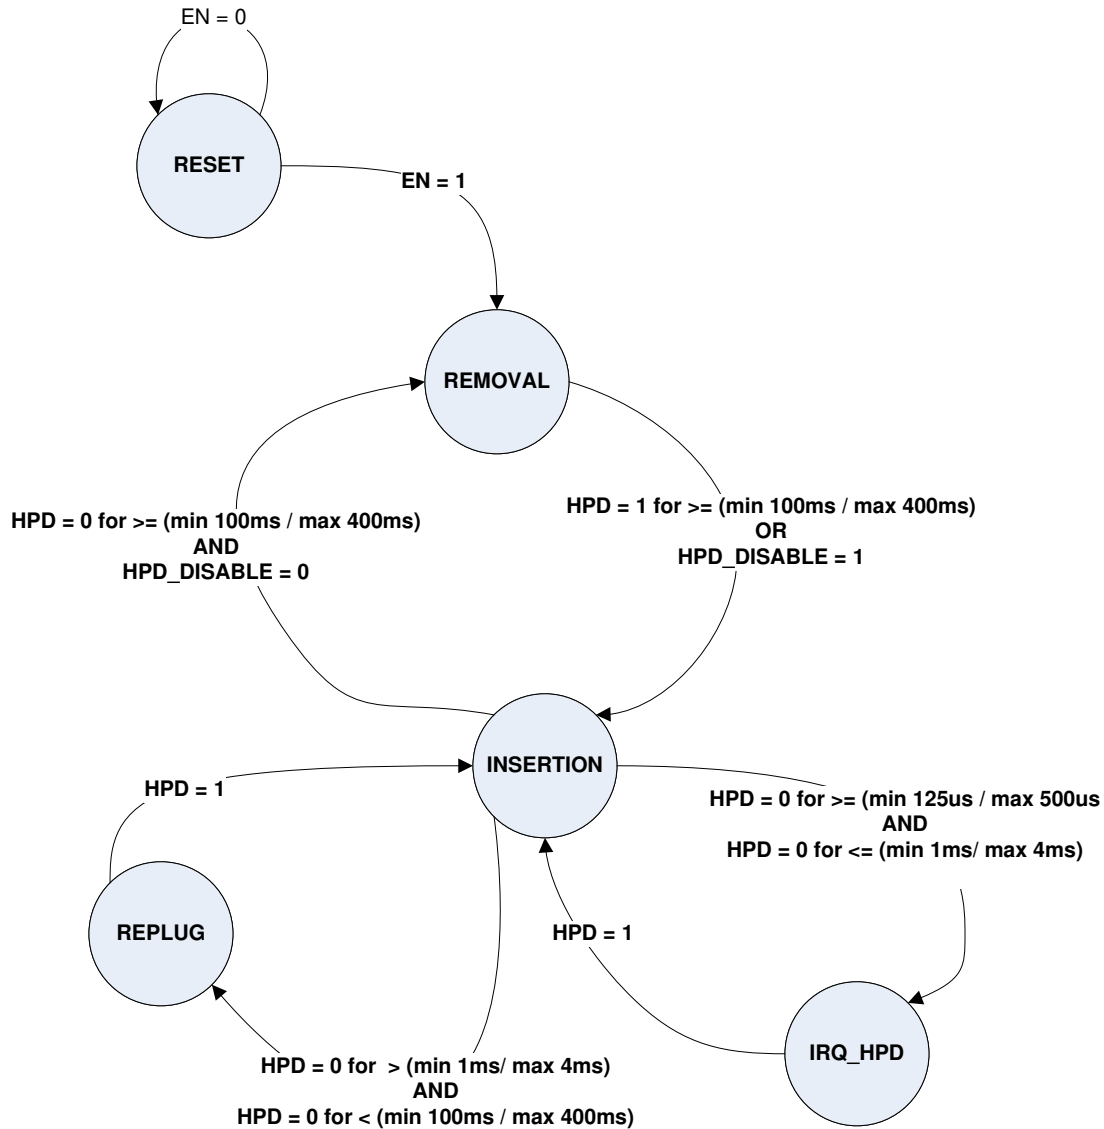 EN = 0
RESET
EN = 1
REMOVAL
HPD = 0 for >= (min 100ms / max 400ms)
AND
HPD_DISABLE = 0
HPD = 1 for >= (min 100ms / max 400ms)
OR
HPD_DISABLE = 1
INSERTION
HPD = 1
HPD = 0 for >= (min 125us / max 500us
AND
HPD = 0 for <= (min 1ms/ max 4ms)
REPLUG
HPD = 1
IRQ_HPD
HPD = 0 for  > (min 1ms/ max 4ms)
AND
HPD = 0 for < (min 100ms / max 400ms)